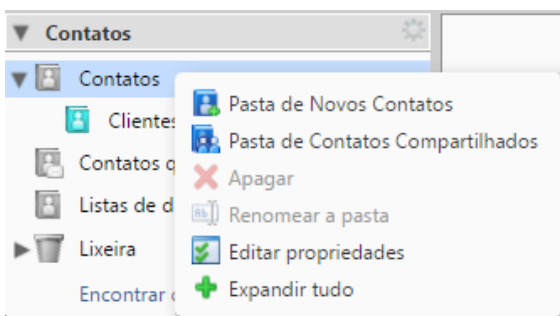 Contatos
Contatos
Clientes
Contatos q
Listas de d
Lixeira
Encontrar
Pasta de Novos Contatos
Pasta de Contatos Compartilhados
Apagar
Renomear a pasta
Editar propriedades
Expandir tudo